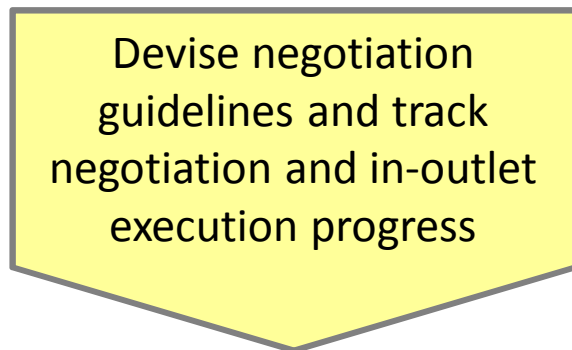 Devise negotiation
guidelines and track
negotiation and in-outlet
execution progress